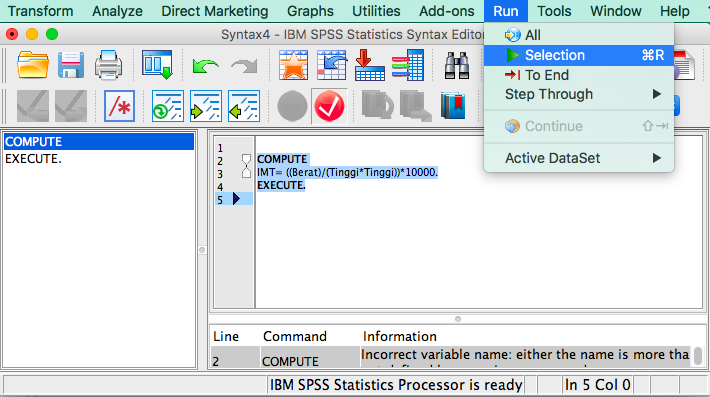 Transform Analyze Direct Marketing Graphs Utilities Add-ons Run Tools Window Help
Syntax4 - IBM SPSS Statistics Syntax Editor
All
Selection ⌘R
To End
Step Through
Continue
Active DataSet
COMPUTE
EXECUTE.
1
2 COMPUTE
3 IMT= ((Berat)/(Tinggi*Tinggi))*10000.
4 EXECUTE.
5
Line Command Information
2 COMPUTE Incorrect variable name: either the name is more tha
IBM SPSS Statistics Processor is ready In 5 Col 0